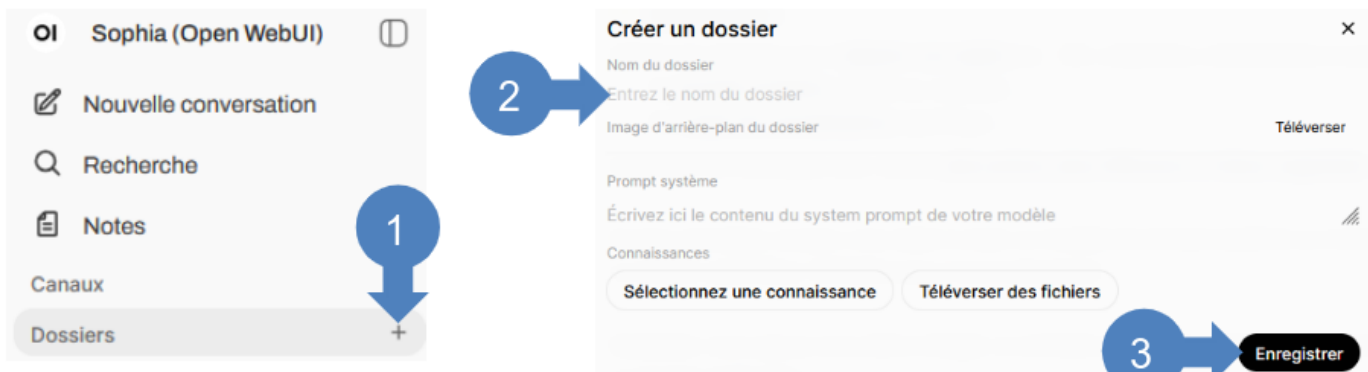 OI Sophia (Open WebUI)
Nouvelle conversation
Recherche
Notes
1
Canaux
Dossiers +
Créer un dossier ×
Nom du dossier
2
Entrez le nom du dossier
Image d'arrière-plan du dossier Téléverser
Prompt système
Écrivez ici le contenu du system prompt de votre modèle
Connaissances
Sélectionnez une connaissance Téléverser des fichiers
3 Enregistrer